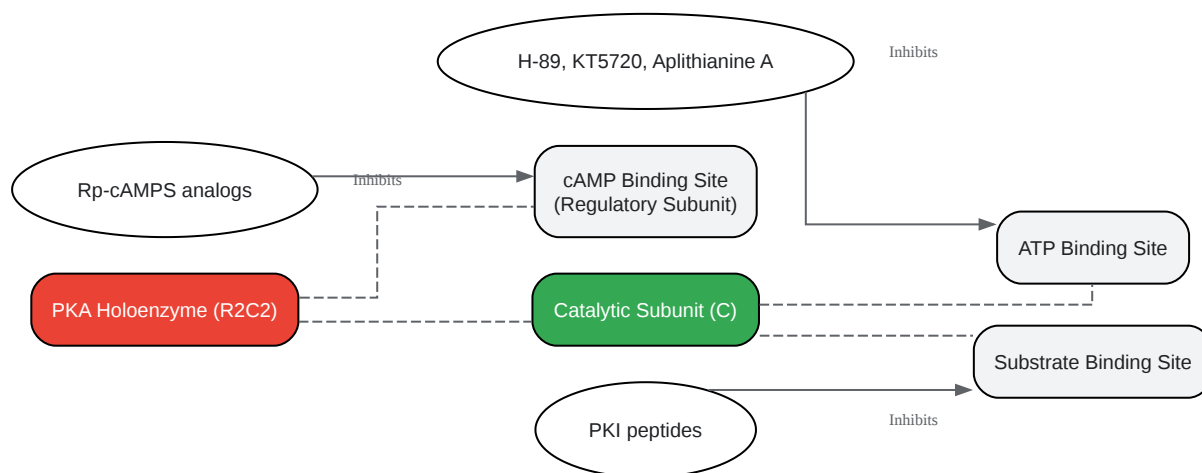 H-89, KT5720, Aplithianine A
Inhibits
Rp-cAMPS analogs
Inhibits
cAMP Binding Site
(Regulatory Subunit)
ATP Binding Site
PKA Holoenzyme (R2C2)
Catalytic Subunit (C)
Substrate Binding Site
PKI peptides
Inhibits